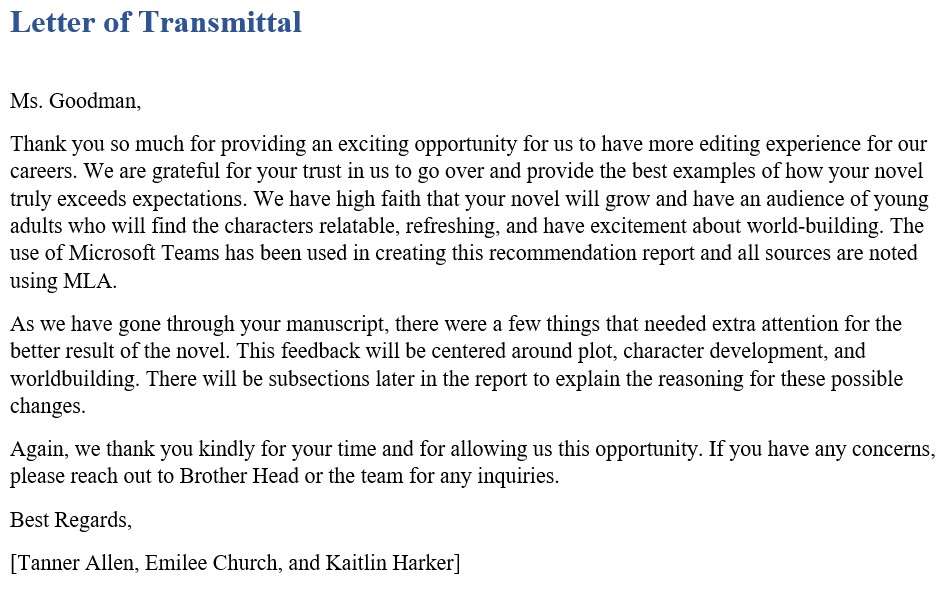 Letter of Transmittal
Ms. Goodman,
Thank you so much for providing an exciting opportunity for us to have more editing experience for our
careers. We are grateful for your trust in us to go over and provide the best examples of how your novel
truly exceeds expectations. We have high faith that your novel will grow and have an audience of young
adults who will find the characters relatable, refreshing, and have excitement about world-building. The
use of Microsoft Teams has been used in creating this recommendation report and all sources are noted
using MLA.
As we have gone through your manuscript, there were a few things that needed extra attention for the
better result of the novel. This feedback will be centered around plot, character development, and
worldbuilding. There will be subsections later in the report to explain the reasoning for these possible
changes.
Again, we thank you kindly for your time and for allowing us this opportunity. If you have any concerns,
please reach out to Brother Head or the team for any inquiries.
Best Regards,
[Tanner Allen, Emilee Church, and Kaitlin Harker]